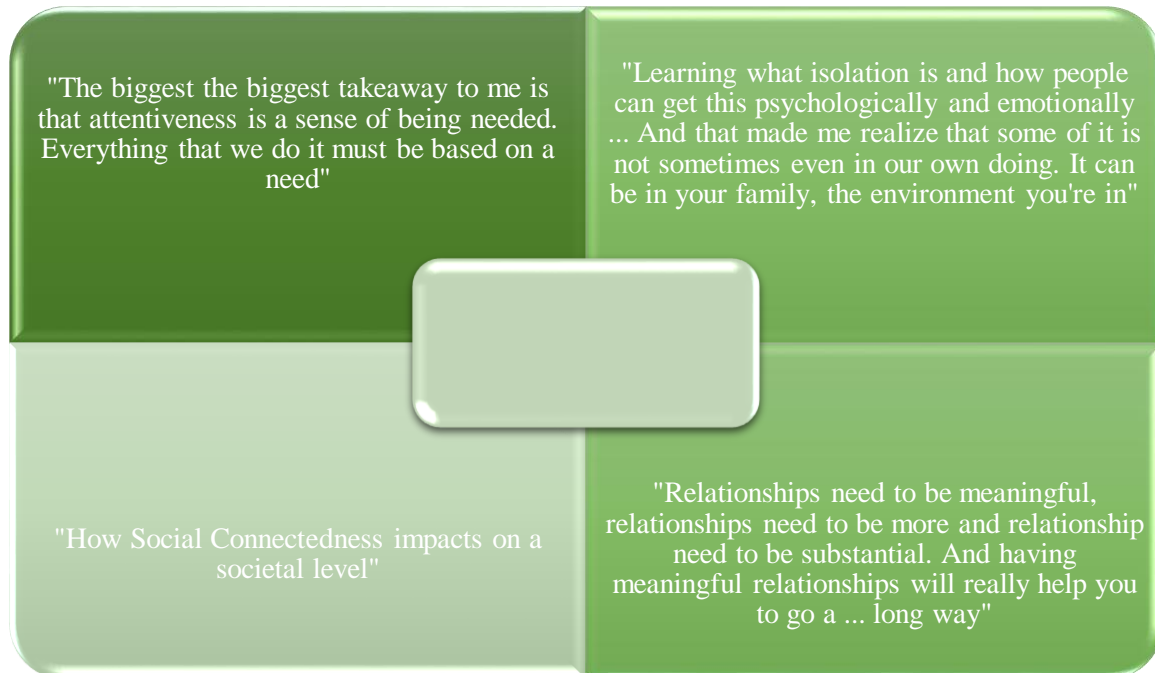 "The biggest the biggest takeaway to me is
that attentiveness is a sense of being needed.
Everything that we do it must be based on a
need"
"Learning what isolation is and how people
can get this psychologically and emotionally
... And that made me realize that some of it is
not sometimes even in our own doing. It can
be in your family, the environment you're in"
"How Social Connectedness impacts on a
societal level"
"Relationships need to be meaningful,
relationships need to be more and relationship
need to be substantial. And having
meaningful relationships will really help you
to go a ... long way"